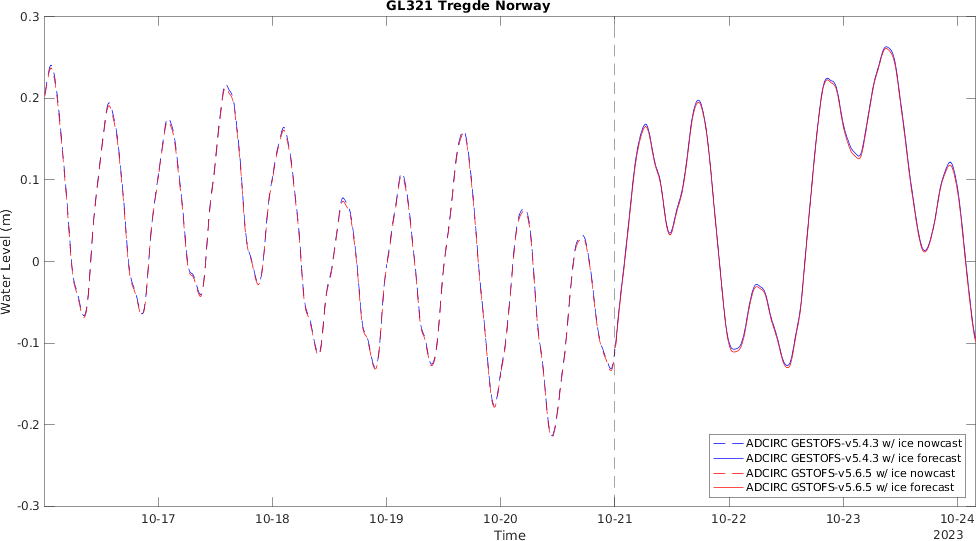 GL321 Tregde Norway
0.3
0.2
0.1
0
-0.1
-0.2
-0.3
Water Level (m)
10-17
10-18
10-19
10-20
10-21
10-22
10-23
10-24
2023
Time
ADCIRC GESTOFS-v5.4.3 w/ ice nowcast
ADCIRC GESTOFS-v5.4.3 w/ ice forecast
ADCIRC GSTOFS-v5.6.5 w/ ice nowcast
ADCIRC GSTOFS-v5.6.5 w/ ice forecast